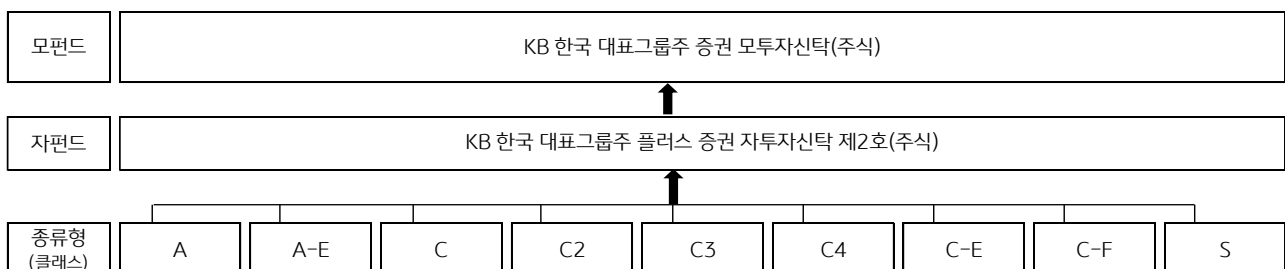 모펀드
KB 한국 대표그룹주 증권 모투자신탁(주식)
자펀드
KB 한국 대표그룹주 플러스 증권 자투자신탁 제2호(주식)
종류형
(클래스)
A
A-E
C
C2
C3
C4
C-E
C-F
S